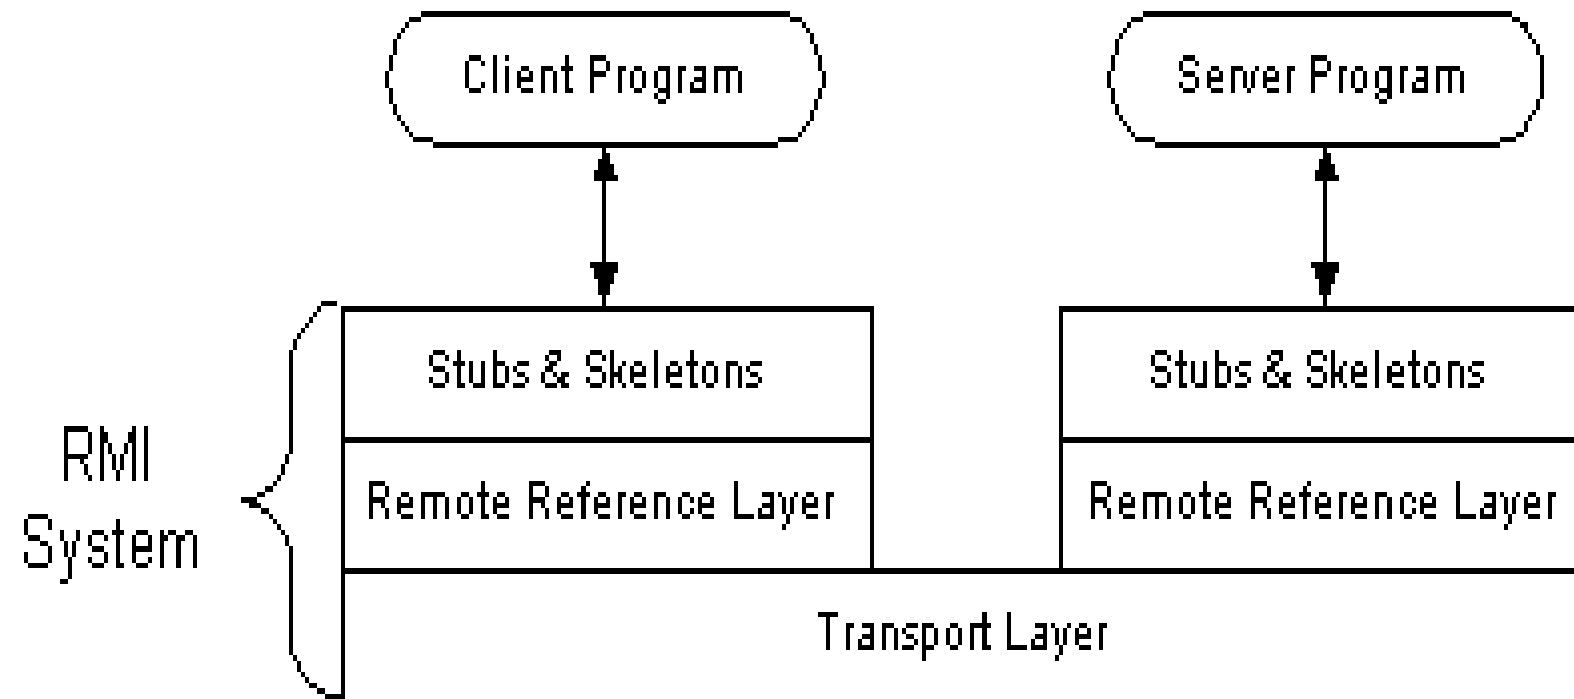 Client Program
Server Program
Stubs & Skeletons
Stubs & Skeletons
RMI
System
Remote Reference Layer
Remote Reference Layer
Transport Layer